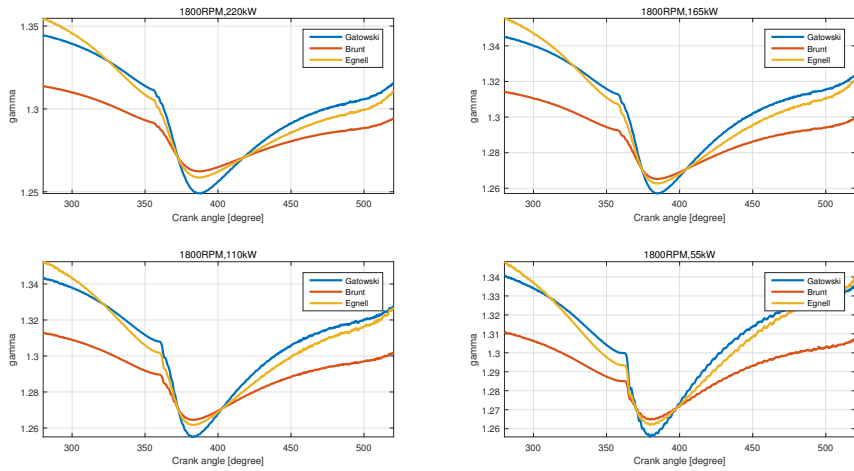 1800RPM,220kW
1.35
1.3
1.25
gamma
300 350 400 450 500
Crank angle [degree]
Gatowski
Brunt
Egnell
1800RPM,165kW
1.34
1.32
1.3
1.28
1.26
gamma
300 350 400 450 500
Crank angle [degree]
Gatowski
Brunt
Egnell
1800RPM,110kW
1.34
1.32
1.3
1.28
1.26
gamma
300 350 400 450 500
Crank angle [degree]
Gatowski
Brunt
Egnell
1800RPM,55kW
1.34
1.33
1.32
1.31
1.3
1.29
1.28
1.27
1.26
gamma
300 350 400 450 500
Crank angle [degree]
Gatowski
Brunt
Egnell